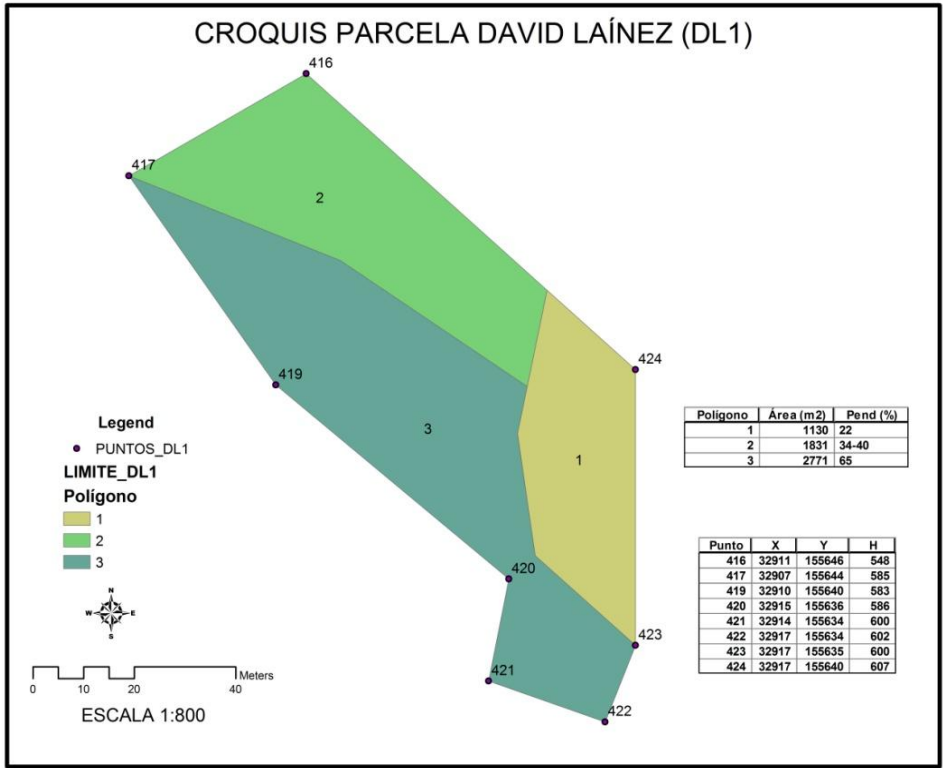 CROQUIS PARCELA DAVID LAÍNEZ (DL1)
416
417
2
424
419
3
1
420
423
421
422
Legend
PUNTOS_DL1
LIMITE_DL1
Polígono
1
2
3
N
W E
S
0 10 20 40 Meters
ESCALA 1:800
Polígono Área (m2) Pend (%)
1 1130 22
2 1831 34-40
3 2771 65
Punto X Y H
416 32911 155646 548
417 32907 155644 585
419 32910 155640 583
420 32915 155636 586
421 32914 155634 600
422 32917 155634 602
423 32917 155635 600
424 32917 155640 607